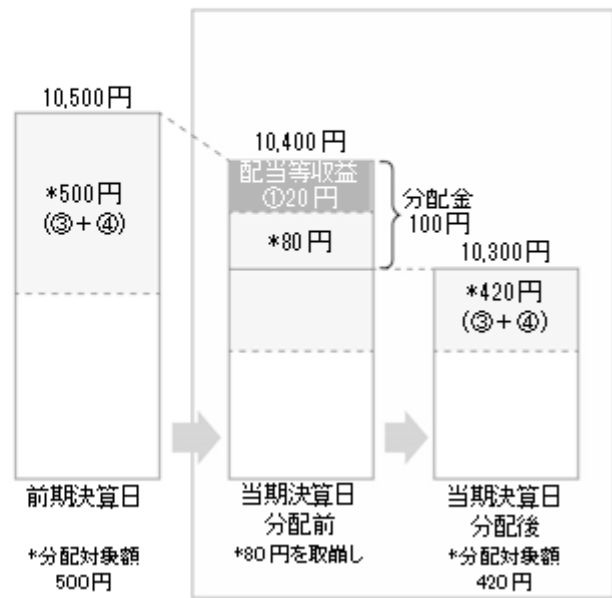 10,500円
*500円
(③+④)
前期決算日
*分配対象額
500円
10,400円
配当等収益
①20円
*80円
分配金
100円
当期決算日
分配前
*80円を取崩し
10,300円
*420円
(③+④)
当期決算日
分配後
*分配対象額
420円